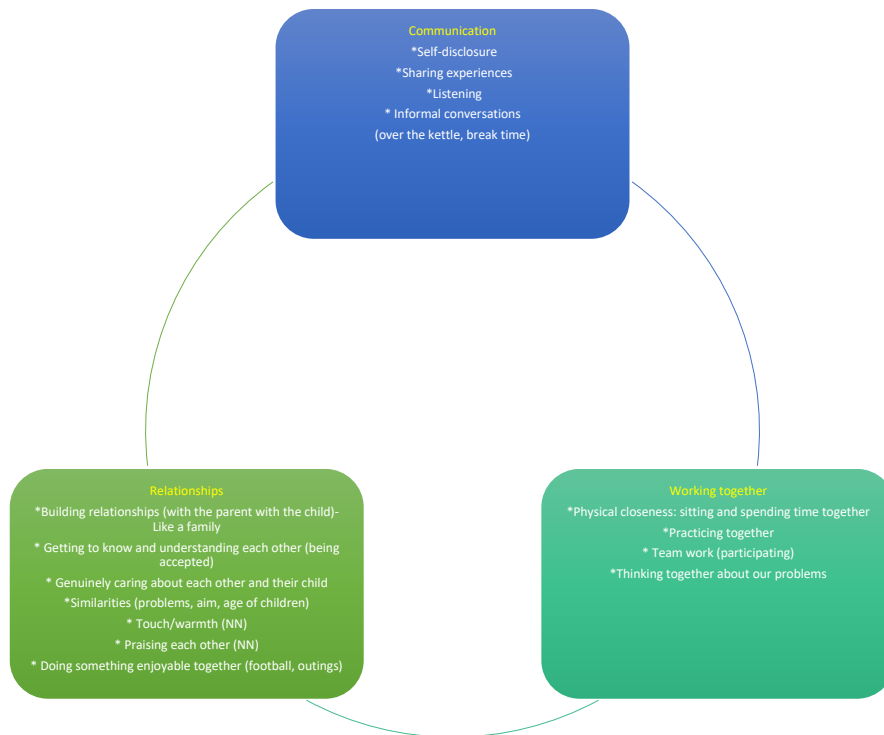 Communication
*Self-disclosure
*Sharing experiences
*Listening
* Informal conversations
(over the kettle, break time)
Relationships
*Building relationships (with the parent with the child)-
Like a family
* Getting to know and understanding each other (being
accepted)
* Genuinely caring about each other and their child
*Similarities (problems, aim, age of children)
* Touch/warmth (NN)
* Praising each other (NN)
* Doing something enjoyable together (football, outings)
Working together
*Physical closeness: sitting and spending time together
*Practicing together
* Team work (participating)
*Thinking together about our problems